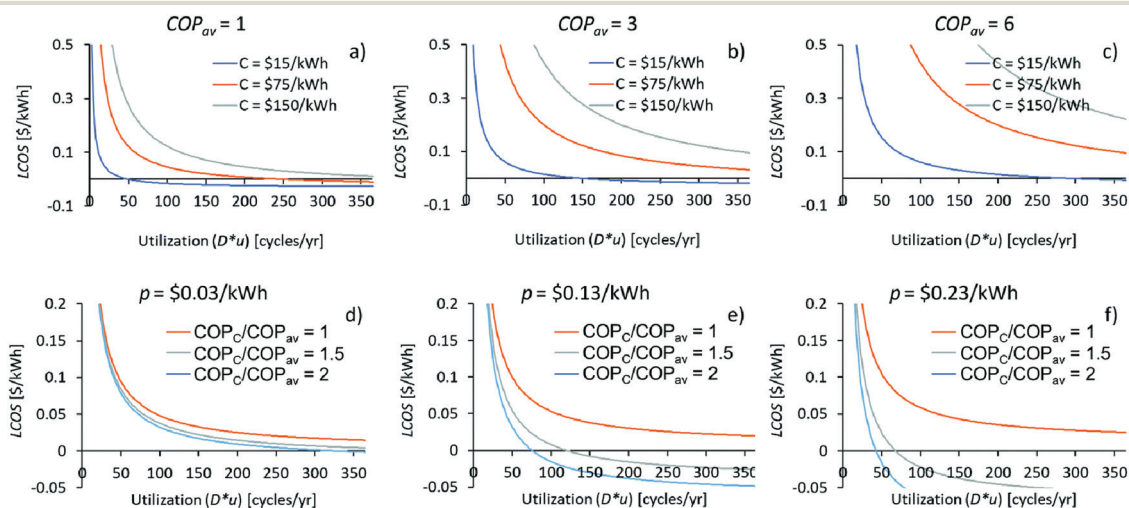 COPav = 1
COPav = 3
COPav = 6
a)
0.5
0.3
0.1
-0.1
LCOS [$/kWh]
C = $15/kWh
C = $75/kWh
C = $150/kWh
0 50 100 150 200 250 300 350
Utilization (D*u) [cycles/yr]
b)
0.5
0.3
0.1
-0.1
LCOS [$/kWh]
C = $15/kWh
C = $75/kWh
C = $150/kWh
0 50 100 150 200 250 300 350
Utilization (D*u) [cycles/yr]
c)
0.5
0.3
0.1
-0.1
LCOS [$/kWh]
C = $15/kWh
C = $75/kWh
C = $150/kWh
0 50 100 150 200 250 300 350
Utilization (D*u) [cycles/yr]
p = $0.03/kWh
d)
0.2
0.15
0.1
0.05
0
-0.05
LCOS [$/kWh]
COPC/COPav = 1
COPC/COPav = 1.5
COPC/COPav = 2
0 50 100 150 200 250 300 350
Utilization (D*u) [cycles/yr]
p = $0.13/kWh
e)
0.2
0.15
0.1
0.05
0
-0.05
LCOS [$/kWh]
COPC/COPav = 1
COPC/COPav = 1.5
COPC/COPav = 2
0 50 100 150 200 250 300 350
Utilization (D*u) [cycles/yr]
p = $0.23/kWh
f)
0.2
0.15
0.1
0.05
0
-0.05
LCOS [$/kWh]
COPC/COPav = 1
COPC/COPav = 1.5
COPC/COPav = 2
0 50 100 150 200 250 300 350
Utilization (D*u) [cycles/yr]